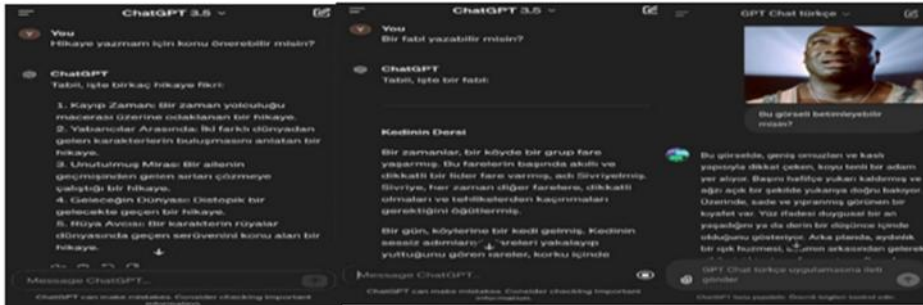 ChatGPT 3.5
You
Hikaye yazmam için konu önerebilir misin?
ChatGPT
Tabii, işte birkaç hikaye fikri:
1. Kayıp Zaman: Bir zaman yolculuğu
macerası üzerine odaklanan bir hikaye.
2. Yabancılar Arasında: İki farklı dünyadan
gelen karakterlerin buluşmasını anlatan bir
hikaye.
3. Unutulmuş Miras: Bir ailenin
geçmişinden gelen sırları çözmeye
çalıştığı bir hikaye.
4. Geleceğin Dünyası: Distopik bir
gelecekte geçen bir hikaye.
5. Rüya Avcısı: Bir karakterin rüyalar
dünyasında geçen serüvenini konu alan bir
hikaye.
Message ChatGPT...
ChatGPT can make mistakes. Consider checking important
information.
ChatGPT 3.5
You
Bir fabl yazabilir misin?
ChatGPT
Tabii, işte bir fabl:
Kedinin Dersi
Bir zamanlar, bir köyde bir grup fare
yaşarmış. Bu farelerin başında akıllı ve
dikkatli bir lider fare varmış, adı Sivriyelmiş.
Sivriye, her zaman diğer farelere, dikkatli
olmaları ve tehlikelerden kaçınmaları
gerektiğini öğütlermiş.
Bir gün, köylerine bir kedi gelmiş. Kedinin
sessiz adımlarla fareleri yakalayıp
yuttuğunu gören fareler, korku içinde
Message ChatGPT...
ChatGPT can make mistakes. Consider checking important
information.
GPT Chat türkçe
Bu görseli betimleyebilir
misin?
Bu görselde, geniş omuzları ve kaslı
yapısıyla dikkat çeken, koyu tenli bir adam
yer alıyor. Başını hafifçe yukarı kaldırmış ve
ağzı açık bir şekilde yukarıya doğru bakıyor.
Üzerinde, sade ve yıpranmış görünen bir
kıyafet var. Yüz ifadesi duygusal bir an
yaşadığını ya da derin bir düşünce içinde
olduğunu gösteriyor. Arka planda, aydınlık
bir ışık huzmesi, arkasından gelerek
GPT Chat türkçe uygulamasına ileti
gönder